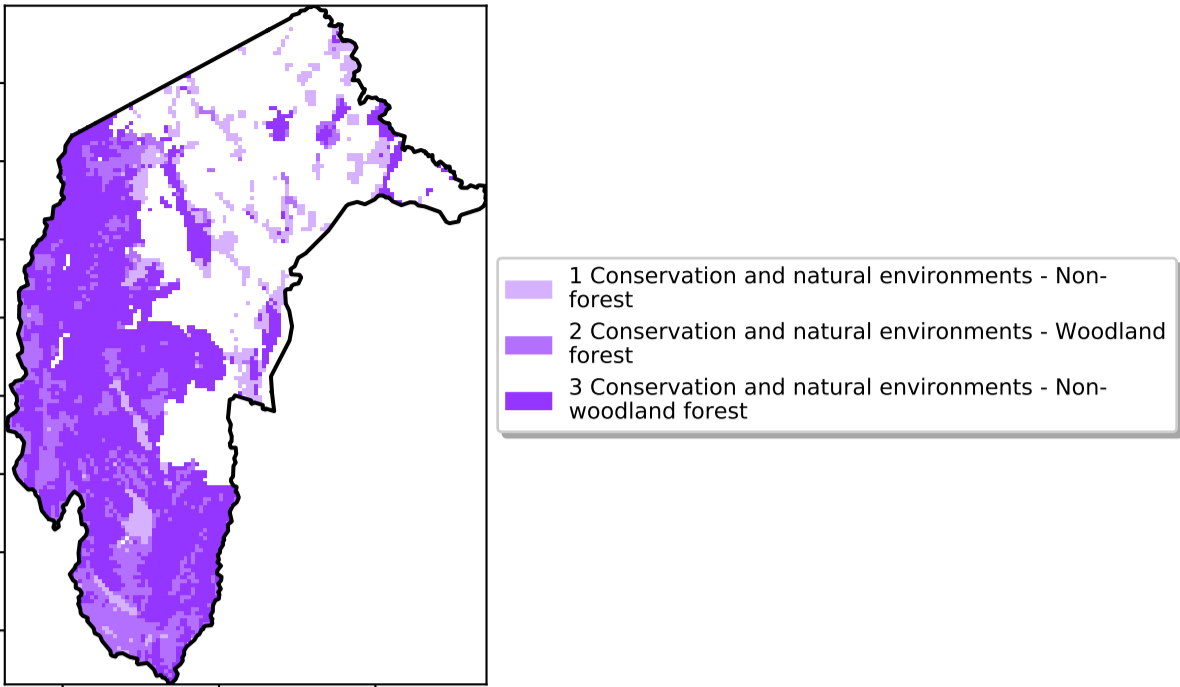 1 Conservation and natural environments - Non-
forest
2 Conservation and natural environments - Woodland
forest
3 Conservation and natural environments - Non-
woodland forest